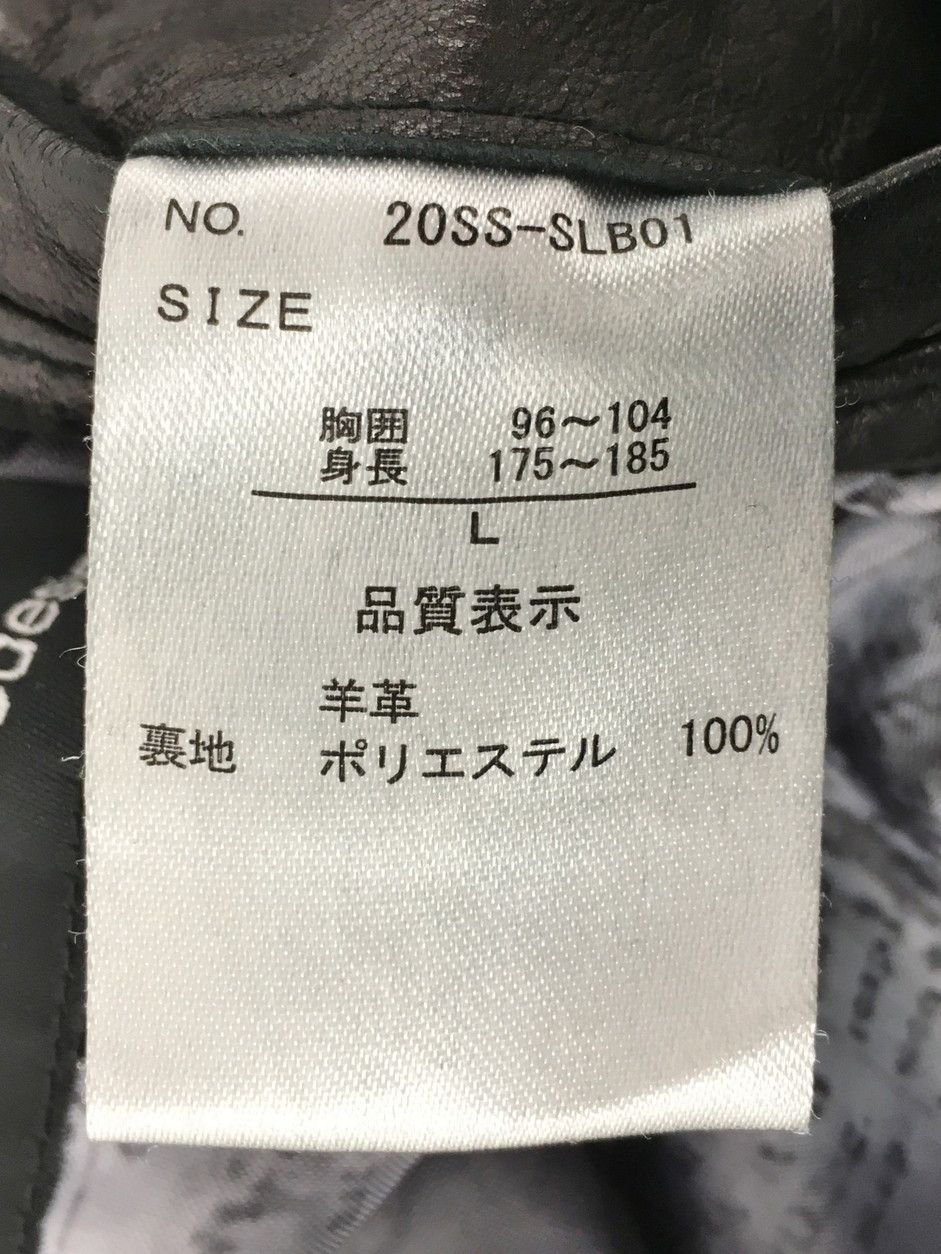 NO. 20SS-SLB01
SIZE
胸囲 96～104
身長 175～185
L
品質表示
羊革
裏地 ポリエステル 100%
des